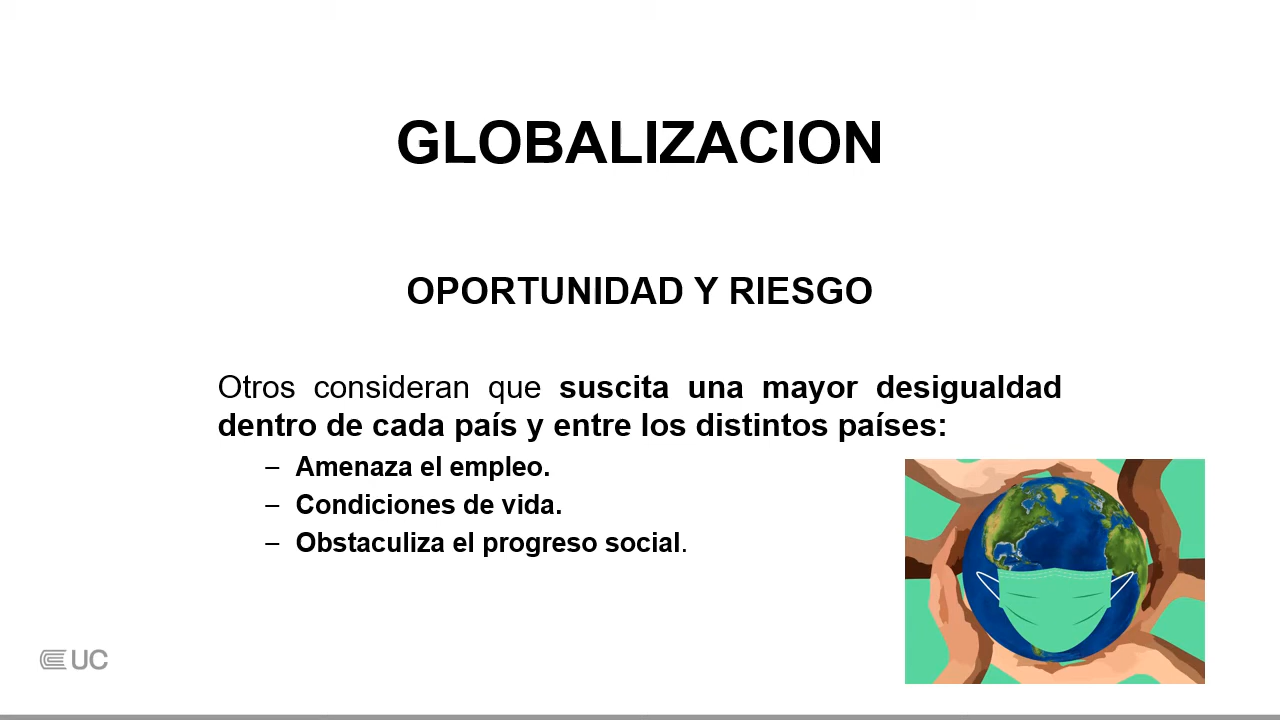 GLOBALIZACION
OPORTUNIDAD Y RIESGO
Otros consideran que suscita una mayor desigualdad
dentro de cada país y entre los distintos países:
– Amenaza el empleo.
– Condiciones de vida.
– Obstaculiza el progreso social.
UC